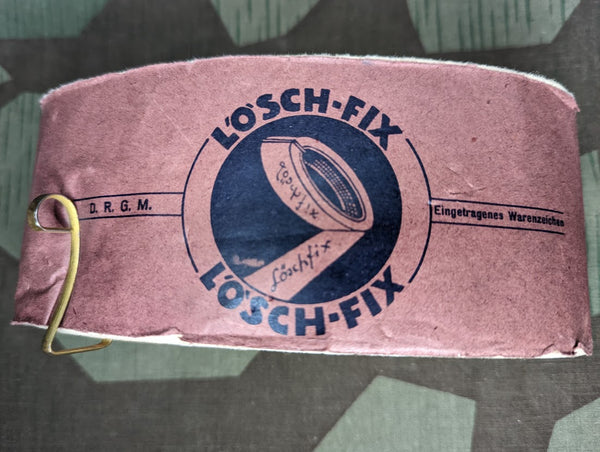 LÖSCH-FIX
D. R. G. M.
Löschfix
Löschfix
Eingetragenes Warenzeichen
LÖSCH-FIX